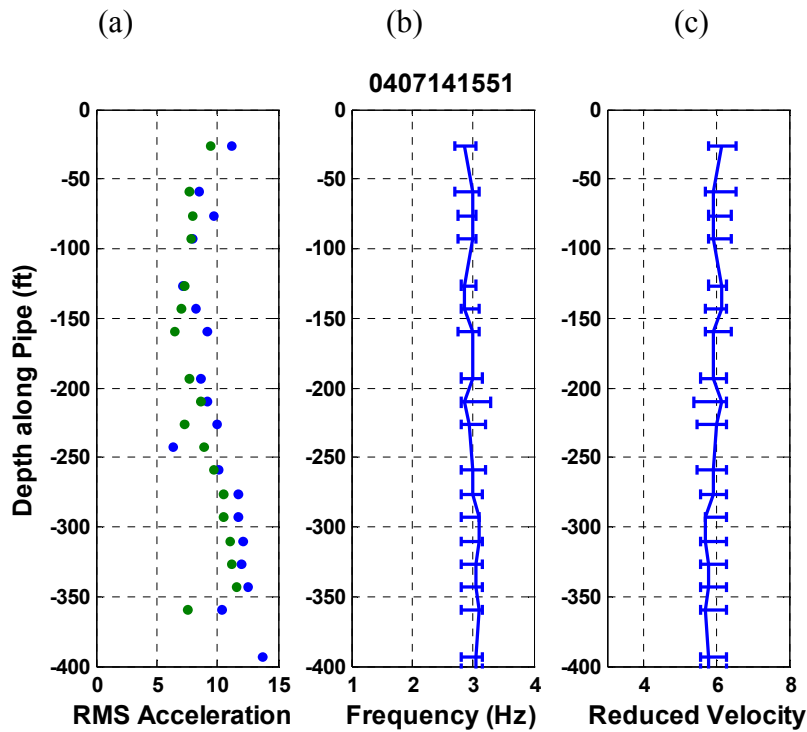 (a) (b) (c)
0407141551
0 0 0
-50 -50 -50
-100 -100 -100
-150 -150 -150
-200 -200 -200
-250 -250 -250
-300 -300 -300
-350 -350 -350
-400 -400 -400
Depth along Pipe (ft)
0 5 10 15 1 2 3 4 4 6 8
RMS Acceleration Frequency (Hz) Reduced Velocity